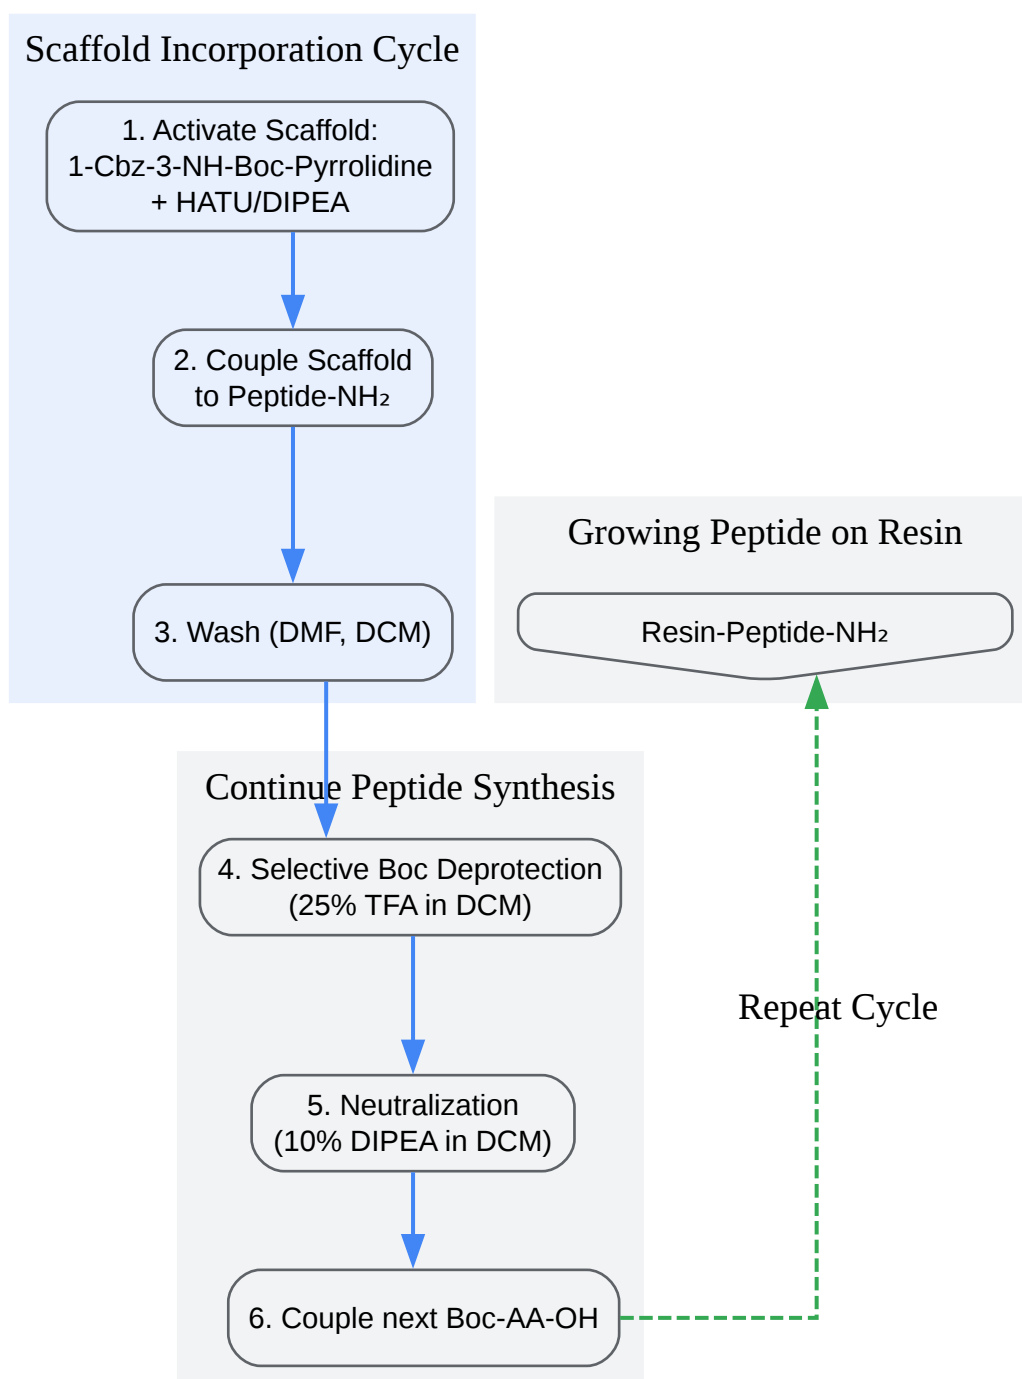 Scaffold Incorporation Cycle
1. Activate Scaffold:
1-Cbz-3-NH-Boc-Pyrrolidine
+ HATU/DIPEA
2. Couple Scaffold
to Peptide-NH₂
3. Wash (DMF, DCM)
Growing Peptide on Resin
Resin-Peptide-NH₂
Continue Peptide Synthesis
4. Selective Boc Deprotection
(25% TFA in DCM)
Repeat Cycle
5. Neutralization
(10% DIPEA in DCM)
6. Couple next Boc-AA-OH